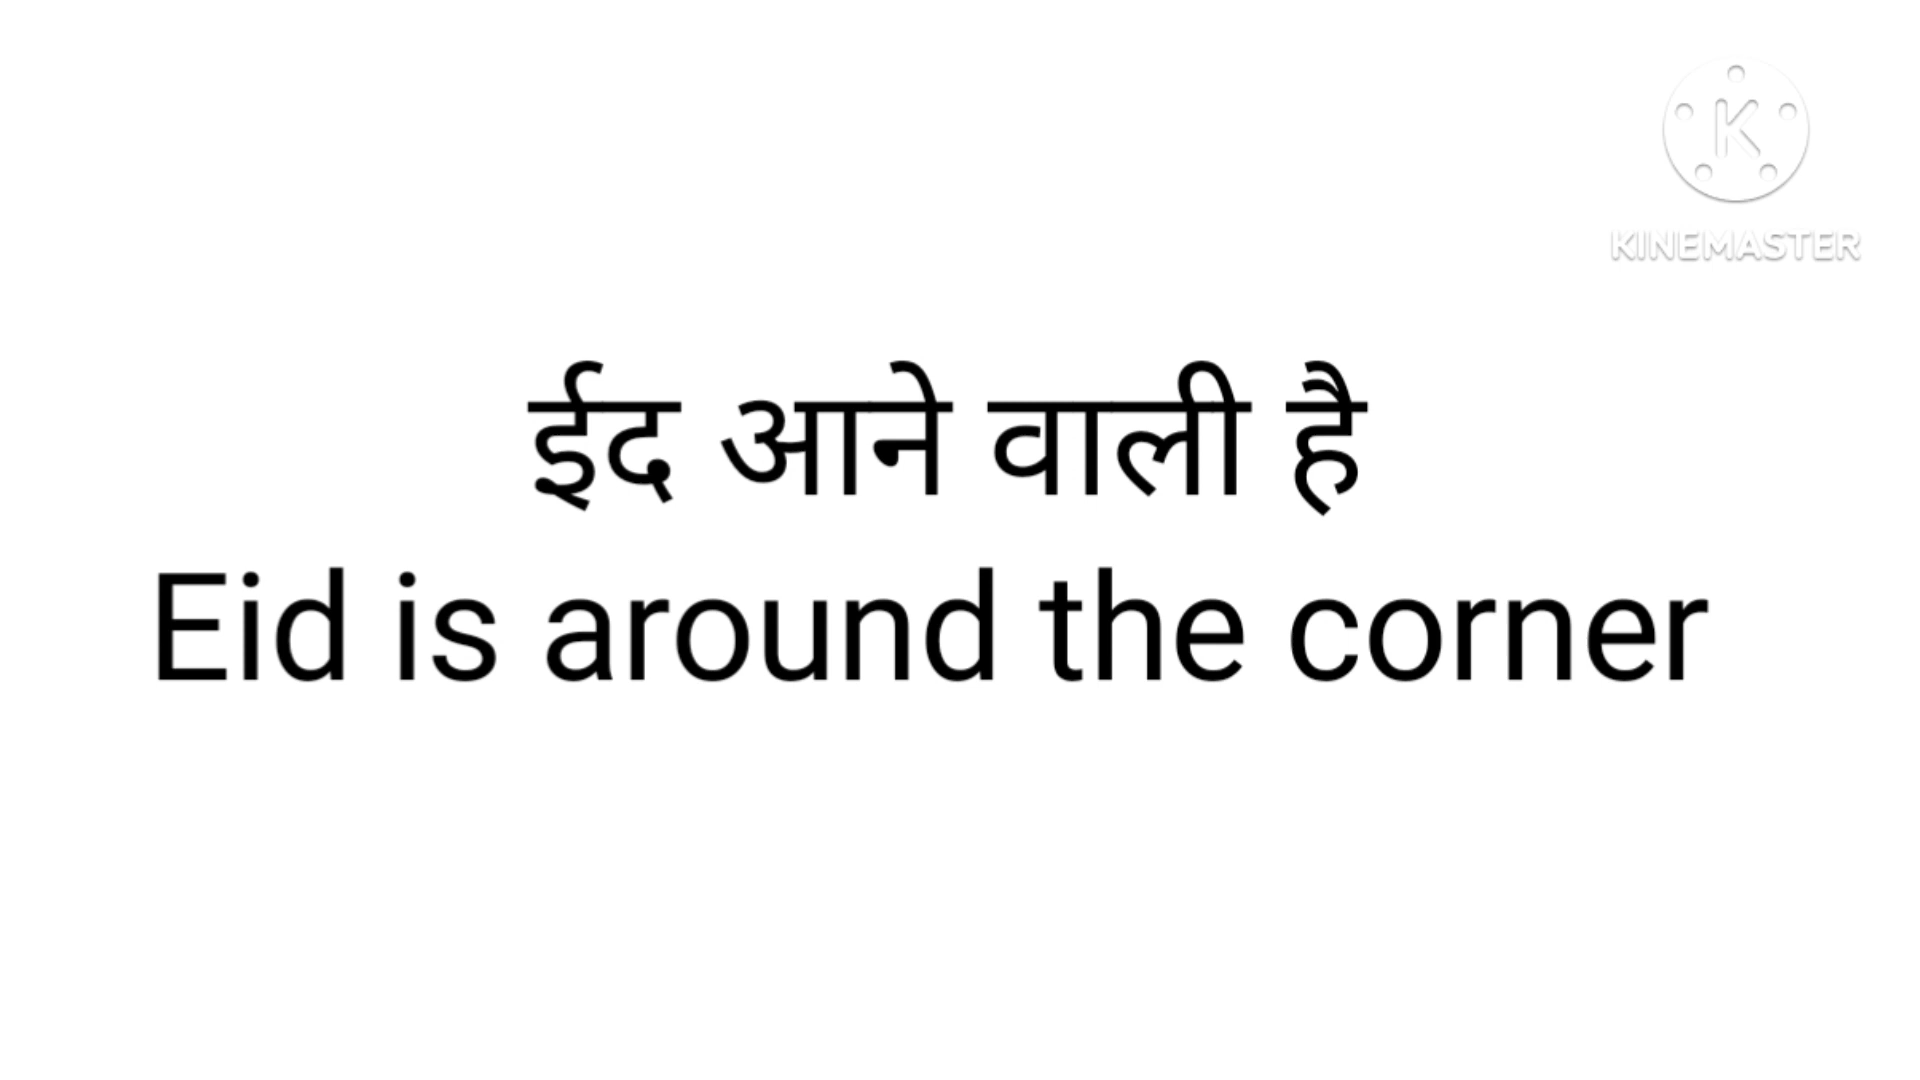 K
KINEMASTER
ईद आने वाली है
Eid is around the corner